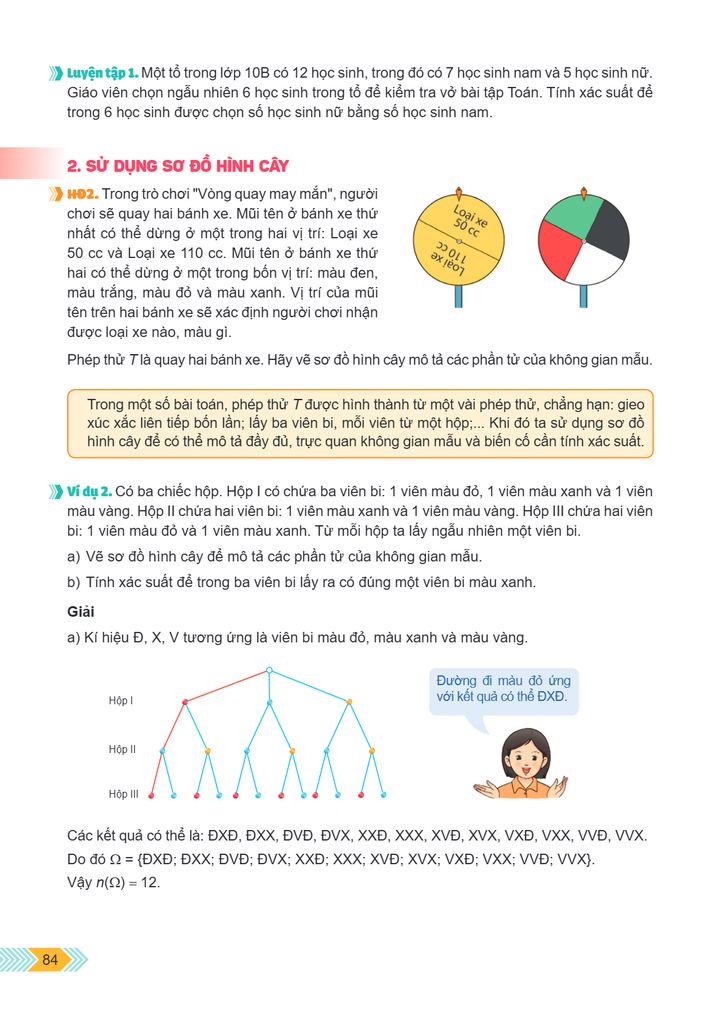 Luyện tập 1. Một tổ trong lớp 10B có 12 học sinh, trong đó có 7 học sinh nam và 5 học sinh nữ.
Giáo viên chọn ngẫu nhiên 6 học sinh trong tổ để kiểm tra vở bài tập Toán. Tính xác suất để
trong 6 học sinh được chọn số học sinh nữ bằng số học sinh nam.
2. SỬ DỤNG SƠ ĐỒ HÌNH CÂY
HĐ2. Trong trò chơi "Vòng quay may mắn", người
chơi sẽ quay hai bánh xe. Mũi tên ở bánh xe thứ
nhất có thể dừng ở một trong hai vị trí: Loại xe
50 cc và Loại xe 110 cc. Mũi tên ở bánh xe thứ
hai có thể dừng ở một trong bốn vị trí: màu đen,
màu trắng, màu đỏ và màu xanh. Vị trí của mũi
tên trên hai bánh xe sẽ xác định người chơi nhận
được loại xe nào, màu gì.
Loại xe
50 cc
Loại xe
110 cc
Phép thử T là quay hai bánh xe. Hãy vẽ sơ đồ hình cây mô tả các phần tử của không gian mẫu.
Trong một số bài toán, phép thử T được hình thành từ một vài phép thử, chẳng hạn: gieo
xúc xắc liên tiếp bốn lần; lấy ba viên bi, mỗi viên từ một hộp;... Khi đó ta sử dụng sơ đồ
hình cây để có thể mô tả đầy đủ, trực quan không gian mẫu và biến cố cần tính xác suất.
Ví dụ 2. Có ba chiếc hộp. Hộp I có chứa ba viên bi: 1 viên màu đỏ, 1 viên màu xanh và 1 viên
màu vàng. Hộp II chứa hai viên bi: 1 viên màu xanh và 1 viên màu vàng. Hộp III chứa hai viên
bi: 1 viên màu đỏ và 1 viên màu xanh. Từ mỗi hộp ta lấy ngẫu nhiên một viên bi.
a) Vẽ sơ đồ hình cây để mô tả các phần tử của không gian mẫu.
b) Tính xác suất để trong ba viên bi lấy ra có đúng một viên bi màu xanh.
Giải
a) Kí hiệu Đ, X, V tương ứng là viên bi màu đỏ, màu xanh và màu vàng.
Hộp I
Hộp II
Hộp III
Đường đi màu đỏ ứng
với kết quả có thể ĐXĐ.
Các kết quả có thể là: ĐXĐ, ĐXX, ĐVĐ, ĐVX, XXĐ, XXX, XVĐ, XVX, VXĐ, VXX, VVĐ, VVX.
Do đó Ω = {ĐXĐ; ĐXX; ĐVĐ; ĐVX; XXĐ; XXX; XVĐ; XVX; VXĐ; VXX; VVĐ; VVX}.
Vậy n(Ω) = 12.
84